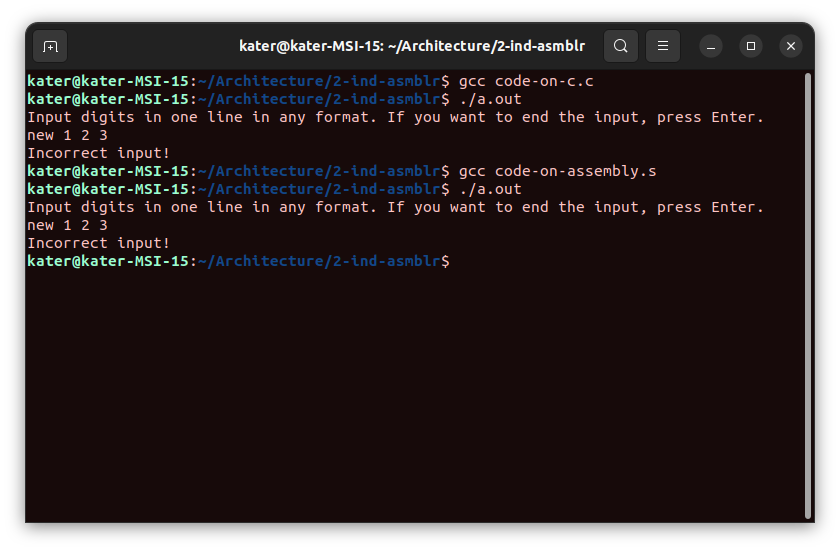 kater@kater-MSI-15: ~/Architecture/2-ind-asmblr
kater@kater-MSI-15:~/Architecture/2-ind-asmblr$ gcc code-on-c.c
kater@kater-MSI-15:~/Architecture/2-ind-asmblr$ ./a.out
Input digits in one line in any format. If you want to end the input, press Enter.
new 1 2 3
Incorrect input!
kater@kater-MSI-15:~/Architecture/2-ind-asmblr$ gcc code-on-assembly.s
kater@kater-MSI-15:~/Architecture/2-ind-asmblr$ ./a.out
Input digits in one line in any format. If you want to end the input, press Enter.
new 1 2 3
Incorrect input!
kater@kater-MSI-15:~/Architecture/2-ind-asmblr$